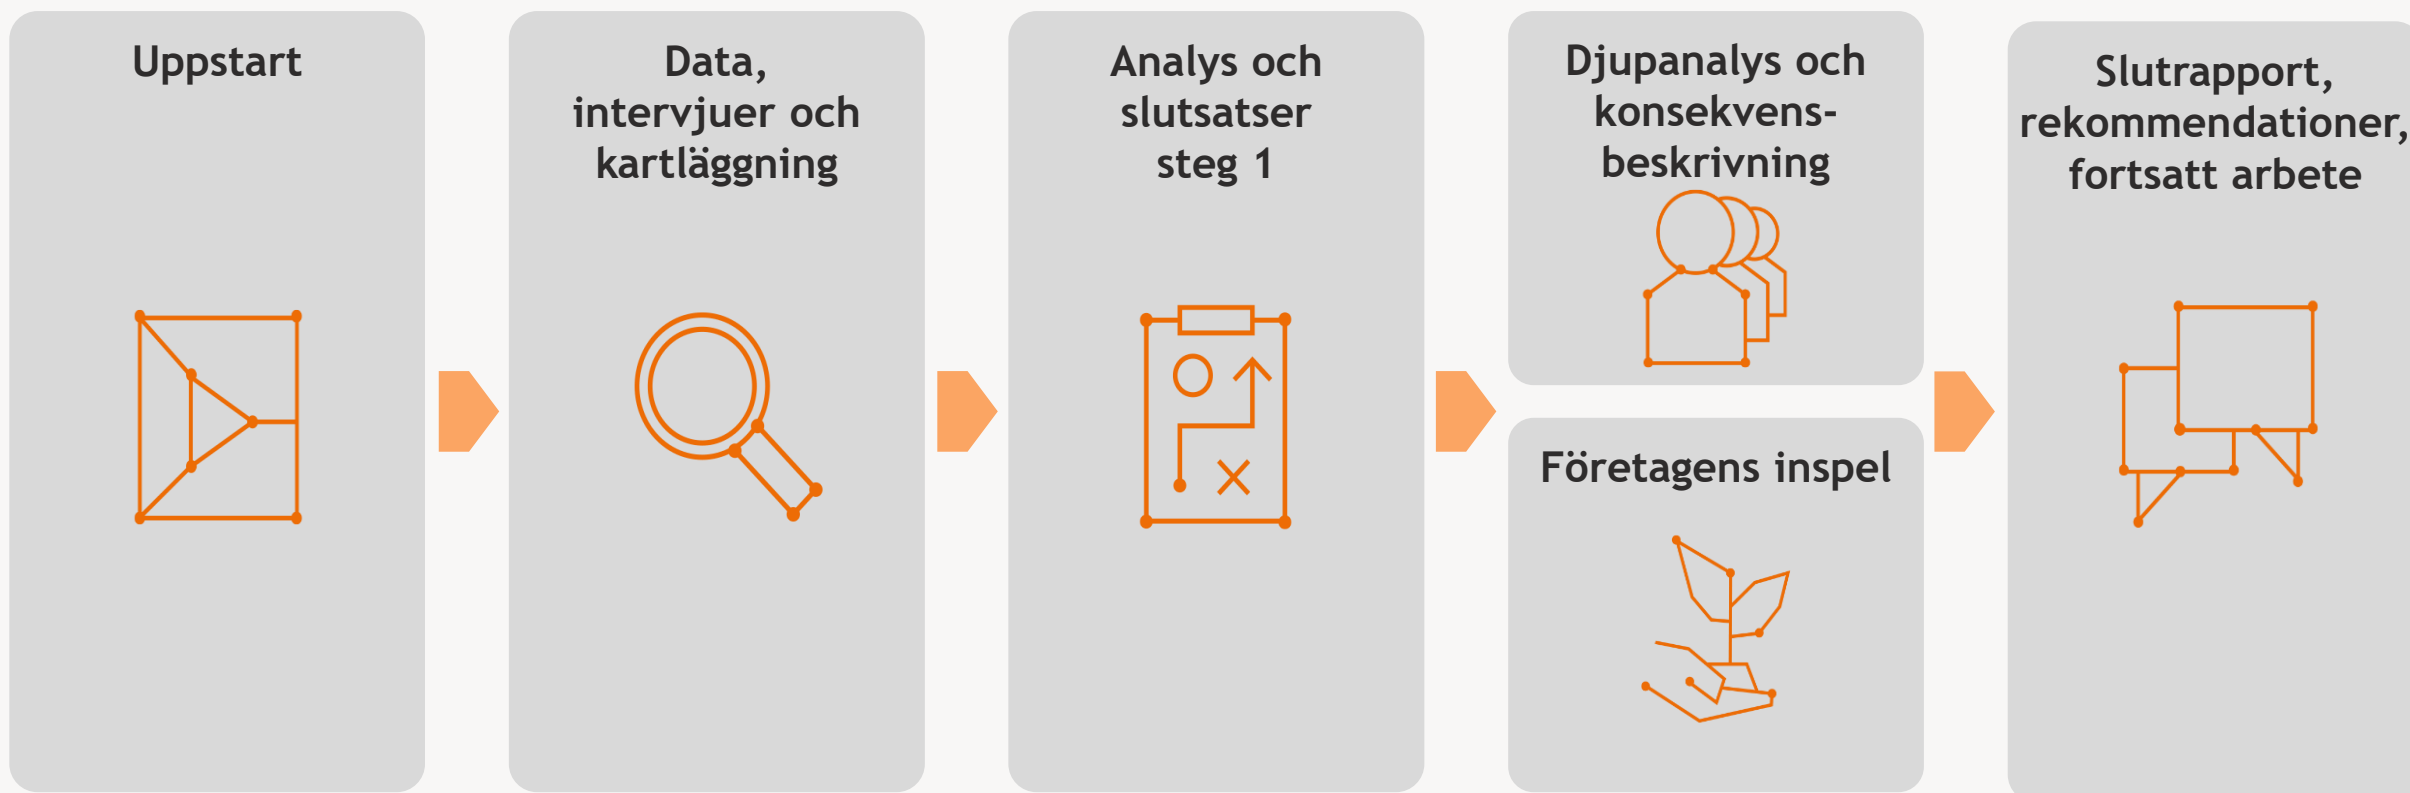 Uppstart
Data,
intervjuer och
kartläggning
Analys och
slutsatser
steg 1
Djupanalys och
konsekvens-
beskrivning
Företagens inspel
Slutrapport,
rekommendationer,
fortsatt arbete